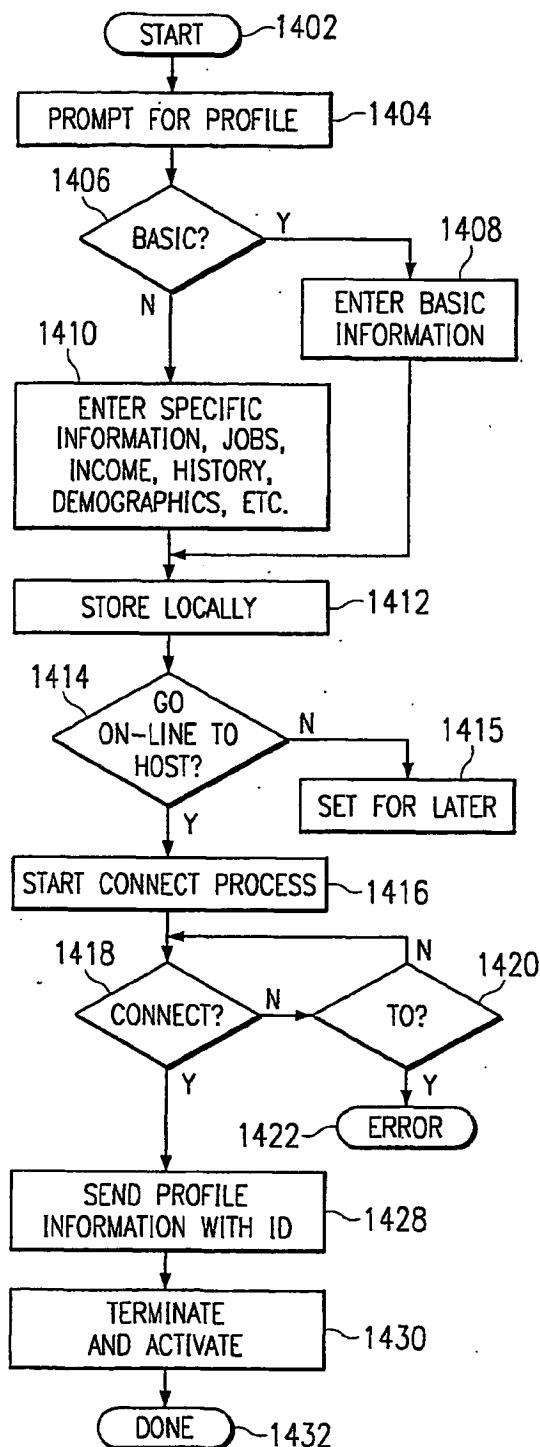 START
1402
PROMPT FOR PROFILE
1404
1406
BASIC?
Y
N
1408
ENTER BASIC
INFORMATION
1410
ENTER SPECIFIC
INFORMATION, JOBS,
INCOME, HISTORY,
DEMOGRAPHICS, ETC.
STORE LOCALLY
1412
1414
GO
ON-LINE TO
HOST?
N
Y
1415
SET FOR LATER
START CONNECT PROCESS
1416
1418
CONNECT?
N
Y
N
1420
TO?
Y
1422
ERROR
SEND PROFILE
INFORMATION WITH ID
1428
TERMINATE
AND ACTIVATE
1430
DONE
1432